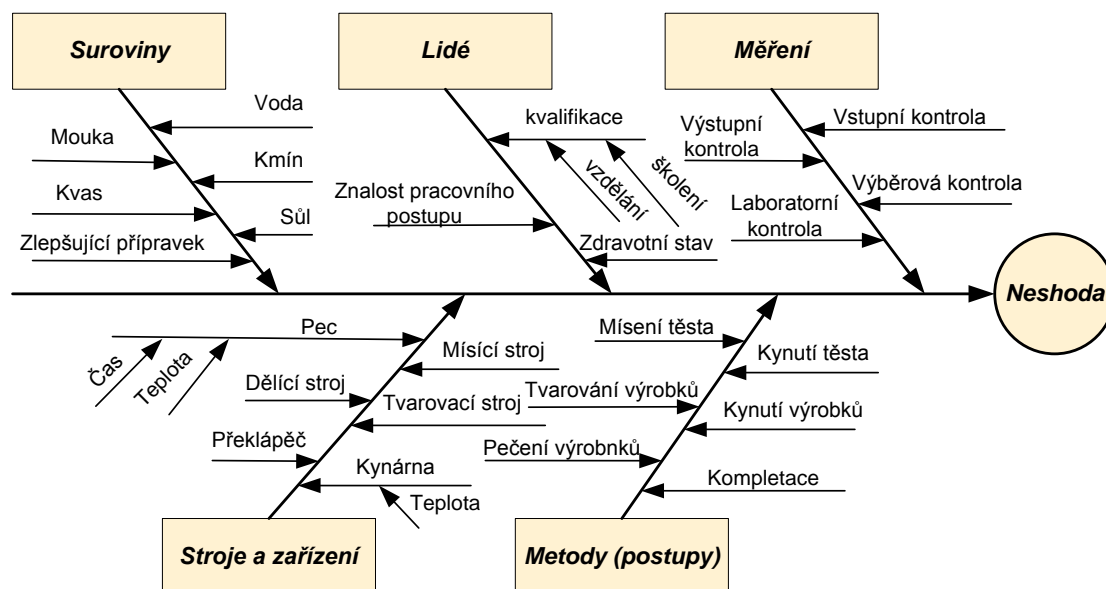 Suroviny
Lidé
Měření
Voda
Mouka
Kmín
Kvas
Sůl
Zlepšující přípravek
kvalifikace
vzdělání
školení
Znalost pracovního
postupu
Zdravotní stav
Vstupní kontrola
Výstupní
kontrola
Výběrová kontrola
Laboratorní
kontrola
Neshoda
Pec
Čas
Teplota
Mísící stroj
Dělící stroj
Tvarovací stroj
Překlápěč
Kynárna
Teplota
Mísení těsta
Kynutí těsta
Tvarování výrobků
Kynutí výrobků
Pečení výrobnků
Kompletace
Stroje a zařízení
Metody (postupy)